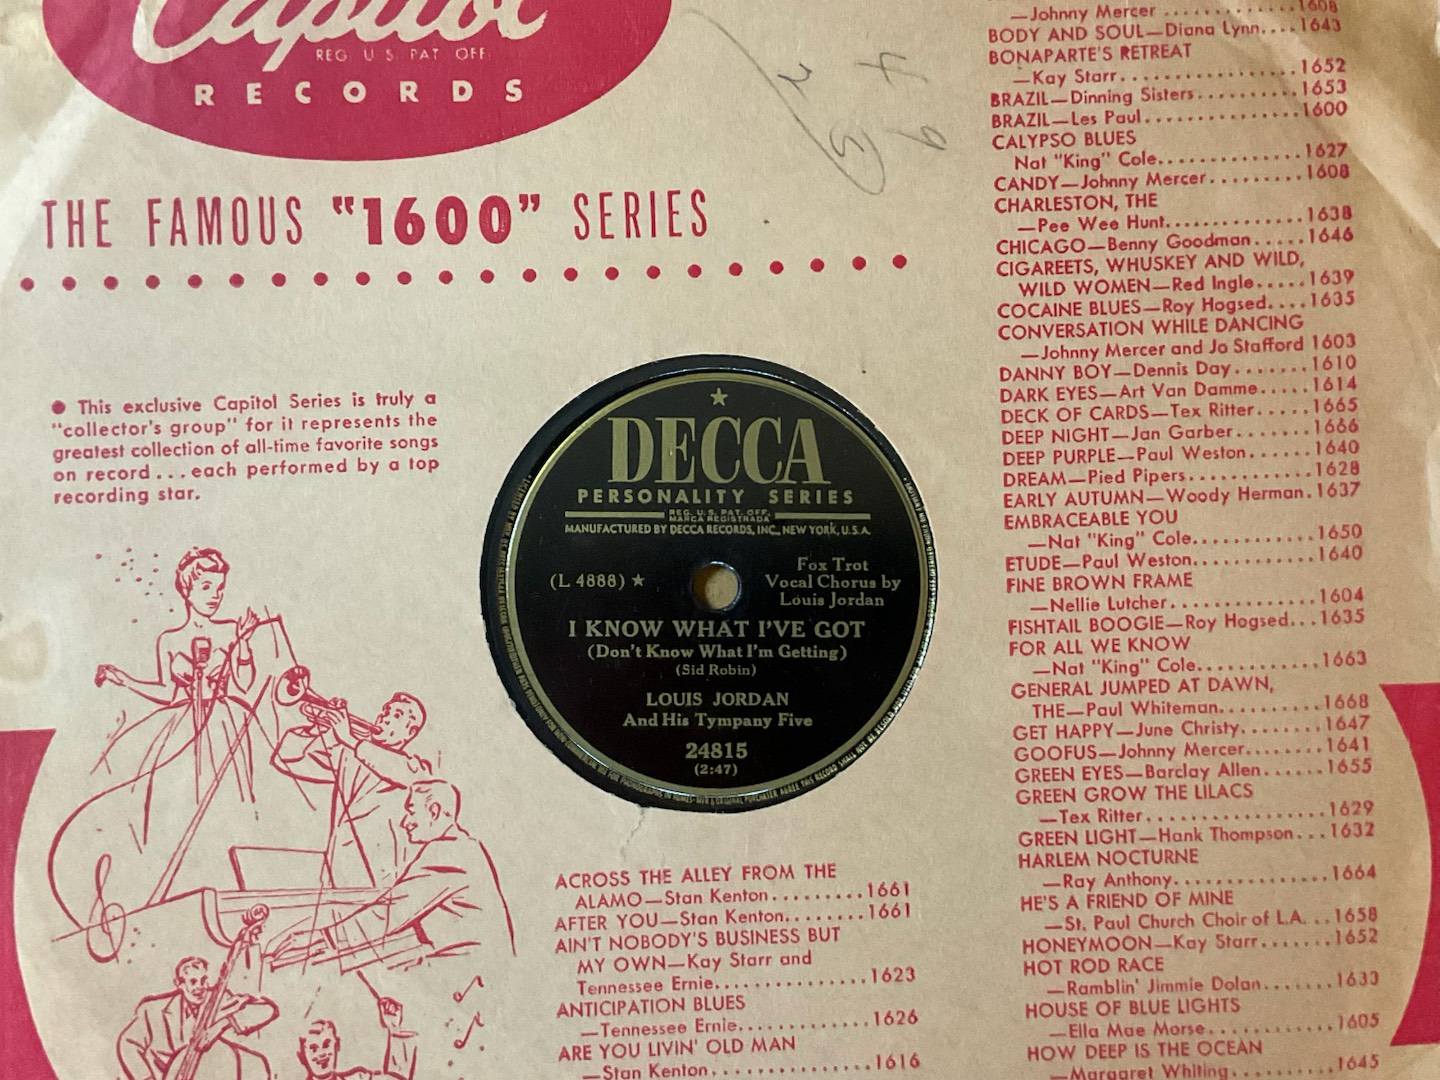 Capitol
REG. U.S. PAT. OFF.
RECORDS
THE FAMOUS "1600" SERIES
● This exclusive Capitol Series is truly a
"collector's group" for it represents the
greatest collection of all-time favorite songs
on record...each performed by a top
recording star.
4 9
2 3
DECCA
PERSONALITY SERIES
REG. U.S. PAT. OFF.
MARCA REGISTRADA
MANUFACTURED BY DECCA RECORDS, INC., NEW YORK, U.S.A.
(L 4888) ★
Fox Trot
Vocal Chorus by
Louis Jordan
I KNOW WHAT I'VE GOT
(Don't Know What I'm Getting)
(Sid Robin)
LOUIS JORDAN
And His Tympany Five
24815
(2:47)
ACROSS THE ALLEY FROM THE
ALAMO—Stan Kenton.........1661
AFTER YOU—Stan Kenton........1661
AIN'T NOBODY'S BUSINESS BUT
MY OWN—Kay Starr and
Tennessee Ernie...............1623
ANTICIPATION BLUES
—Tennessee Ernie.............1626
ARE YOU LIVIN' OLD MAN
—Stan Kenton................1616
—Johnny Mercer ............1608
BODY AND SOUL—Diana Lynn....1643
BONAPARTE'S RETREAT
—Kay Starr.................1652
BRAZIL—Dinning Sisters..........1653
BRAZIL—Les Paul...............1600
CALYPSO BLUES
Nat "King" Cole..............1627
CANDY—Johnny Mercer.........1608
CHARLESTON, THE
—Pee Wee Hunt.............1638
CHICAGO—Benny Goodman.....1646
CIGAREETS, WHUSKEY AND WILD,
WILD WOMEN—Red Ingle.....1639
COCAINE BLUES—Roy Hogsed....1635
CONVERSATION WHILE DANCING
—Johnny Mercer and Jo Stafford 1603
DANNY BOY—Dennis Day.......1610
DARK EYES—Art Van Damme....1614
DECK OF CARDS—Tex Ritter.....1665
DEEP NIGHT—Jan Garber.......1666
DEEP PURPLE—Paul Weston.....1640
DREAM—Pied Pipers............1628
EARLY AUTUMN—Woody Herman.1637
EMBRACEABLE YOU
—Nat "King" Cole............1650
ETUDE—Paul Weston...........1640
FINE BROWN FRAME
—Nellie Lutcher..............1604
FISHTAIL BOOGIE—Roy Hogsed...1635
FOR ALL WE KNOW
—Nat "King" Cole............1663
GENERAL JUMPED AT DAWN,
THE—Paul Whiteman.........1668
GET HAPPY—June Christy.......1647
GOOFUS—Johnny Mercer.......1641
GREEN EYES—Barclay Allen......1655
GREEN GROW THE LILACS
—Tex Ritter.................1629
GREEN LIGHT—Hank Thompson...1632
HARLEM NOCTURNE
—Ray Anthony..............1664
HE'S A FRIEND OF MINE
—St. Paul Church Choir of L.A...1658
HONEYMOON—Kay Starr.......1652
HOT ROD RACE
—Ramblin' Jimmie Dolan.......1633
HOUSE OF BLUE LIGHTS
—Ella Mae Morse.............1605
HOW DEEP IS THE OCEAN
—Margaret Whiting...........1645